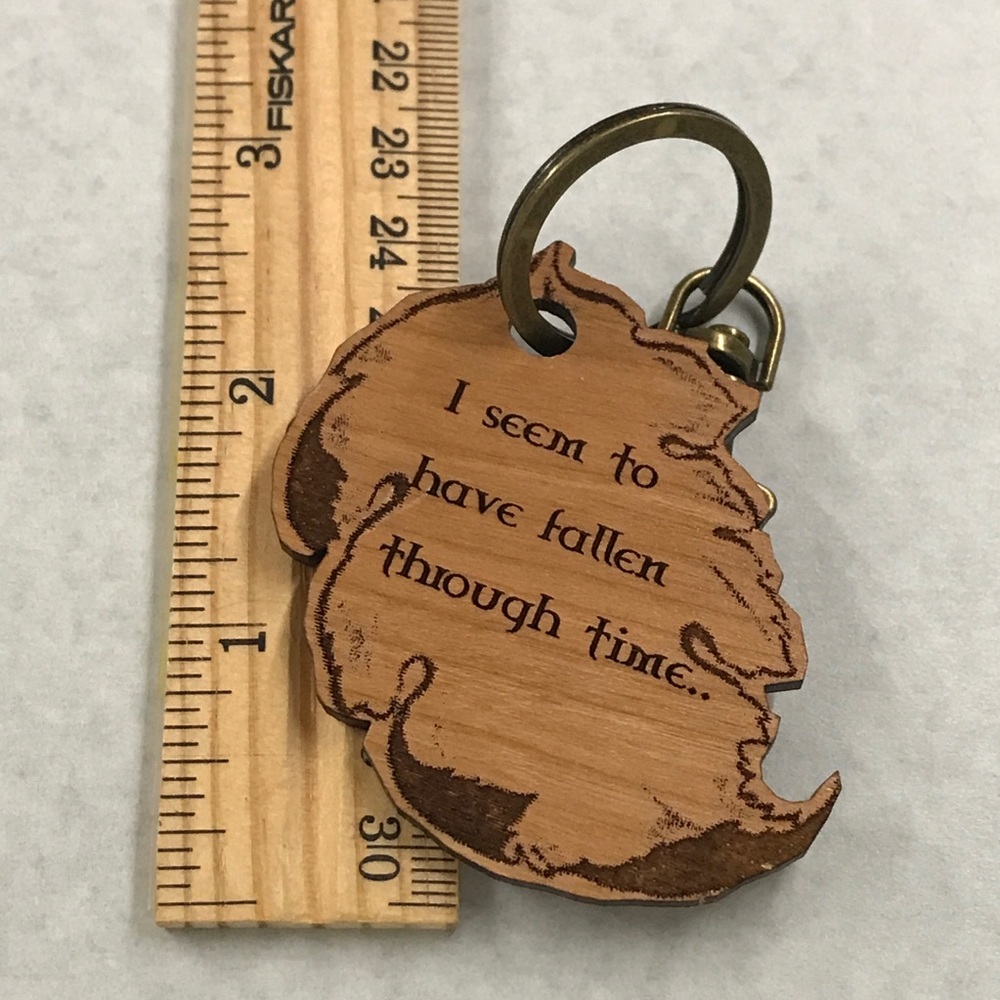 FISKAR
3
2
1
22
23
24
30
I seem to
have fallen
through time..